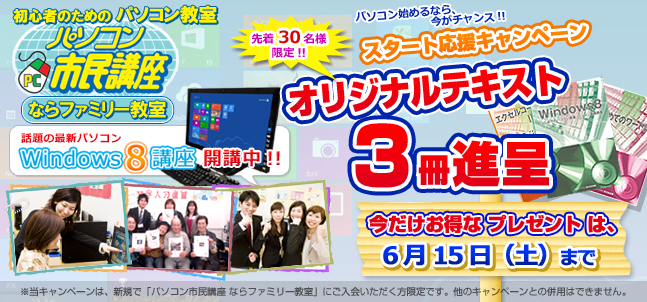 初心者のための パソコン教室
パソコン
PC
市民講座
ならファミリー教室
話題の最新パソコン
Windows 8 講座 開講中!!
先着 30 名様
限定!!
パソコン始めるなら、
今がチャンス!!
スタート応援キャンペーン
オリジナルテキスト
3冊進呈
Windows 8
今だけお得な プレゼント は、
6月15日（土）まで
※当キャンペーンは、新規で「パソコン市民講座 ならファミリー教室」にご入会いただく方限定です。他のキャンペーンとの併用はできません。